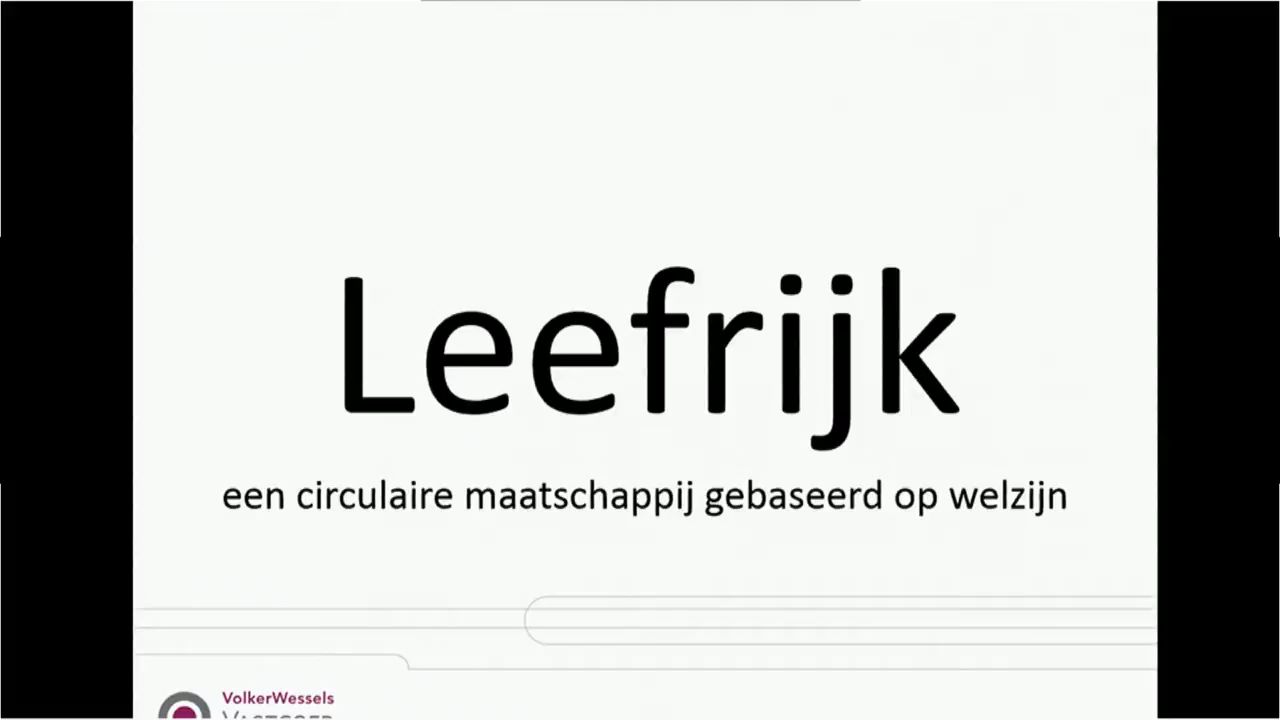 Leefrijk
een circulaire maatschappij gebaseerd op welzijn
VolkerWessels